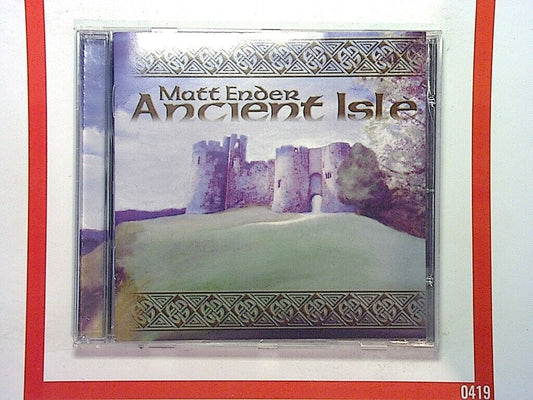 Matt Ender
Ancient Isle
0419